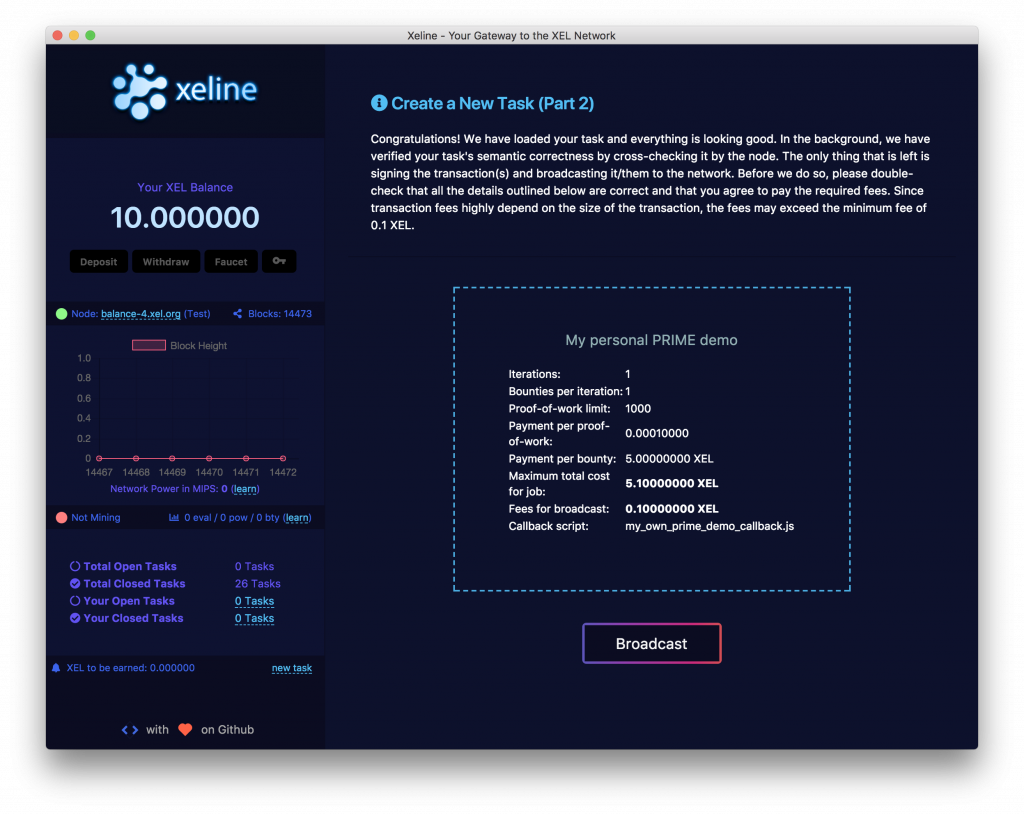 Xeline - Your Gateway to the XEL Network
xeline
Your XEL Balance
10.000000
Deposit Withdraw Faucet
Node: balance-4.xel.org (Test) Blocks: 14473
Block Height
1.0
0.8
0.6
0.4
0.2
0
14467 14468 14469 14470 14471 14472
Network Power in MIPS: 0 (learn)
Not Mining 0 eval / 0 pow / 0 bty (learn)
Total Open Tasks 0 Tasks
Total Closed Tasks 26 Tasks
Your Open Tasks 0 Tasks
Your Closed Tasks 0 Tasks
XEL to be earned: 0.000000 new task
with on Github
Create a New Task (Part 2)
Congratulations! We have loaded your task and everything is looking good. In the background, we have
verified your task's semantic correctness by cross-checking it by the node. The only thing that is left is
signing the transaction(s) and broadcasting it/them to the network. Before we do so, please double-
check that all the details outlined below are correct and that you agree to pay the required fees. Since
transaction fees highly depend on the size of the transaction, the fees may exceed the minimum fee of
0.1 XEL.
My personal PRIME demo
Iterations: 1
Bounties per iteration: 1
Proof-of-work limit: 1000
Payment per proof-
of-work: 0.00010000
Payment per bounty: 5.00000000 XEL
Maximum total cost
for job: 5.10000000 XEL
Fees for broadcast: 0.10000000 XEL
Callback script: my_own_prime_demo_callback.js
Broadcast